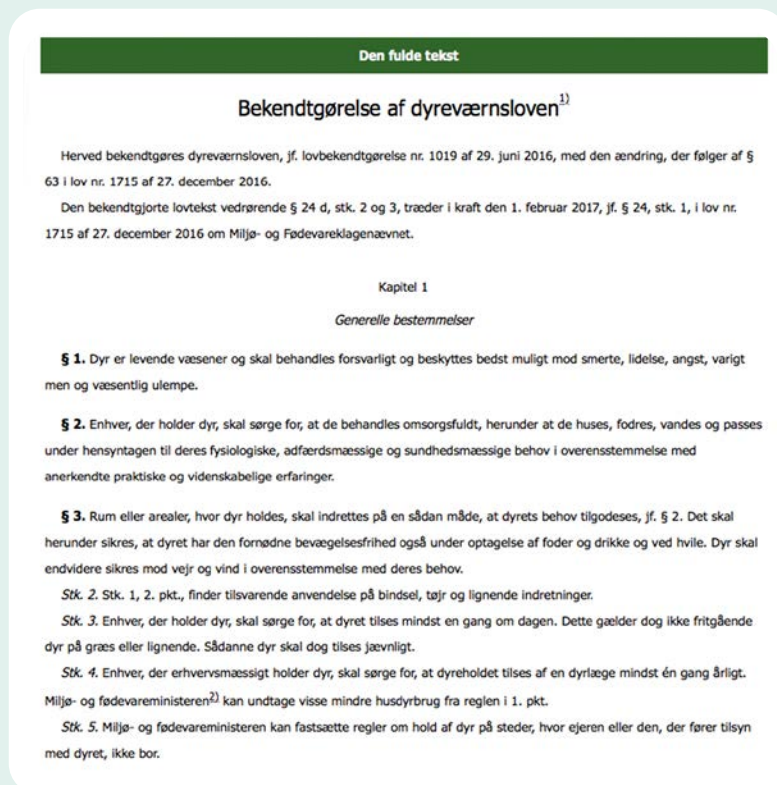 Den fulde tekst
Bekendtgørelse af dyreværnsloven1)
Herved bekendtgøres dyreværnsloven, jf. lovbekendtgørelse nr. 1019 af 29. juni 2016, med den ændring, der følger af §
63 i lov nr. 1715 af 27. december 2016.
Den bekendtgjorte lovtekst vedrørende § 24 d, stk. 2 og 3, træder i kraft den 1. februar 2017, jf. § 24, stk. 1, i lov nr.
1715 af 27. december 2016 om Miljø- og Fødevareklagenævnet.
Kapitel 1
Generelle bestemmelser
§ 1. Dyr er levende væsener og skal behandles forsvarligt og beskyttes bedst muligt mod smerte, lidelse, angst, varigt
men og væsentlig ulempe.
§ 2. Enhver, der holder dyr, skal sørge for, at de behandles omsorgsfuldt, herunder at de huses, fodres, vandes og passes
under hensyntagen til deres fysiologiske, adfærdsmæssige og sundhedsmæssige behov i overensstemmelse med
anerkendte praktiske og videnskabelige erfaringer.
§ 3. Rum eller arealer, hvor dyr holdes, skal indrettes på en sådan måde, at dyrets behov tilgodeses, jf. § 2. Det skal
herunder sikres, at dyret har den fornødne bevægelsesfrihed også under optagelse af foder og drikke og ved hvile. Dyr skal
endvidere sikres mod vejr og vind i overensstemmelse med deres behov.
Stk. 2. Stk. 1, 2. pkt., finder tilsvarende anvendelse på bindsel, tøjr og lignende indretninger.
Stk. 3. Enhver, der holder dyr, skal sørge for, at dyret tilses mindst en gang om dagen. Dette gælder dog ikke fritgående
dyr på græs eller lignende. Sådanne dyr skal dog tilses jævnligt.
Stk. 4. Enhver, der erhvervsmæssigt holder dyr, skal sørge for, at dyreholdet tilses af en dyrlæge mindst én gang årligt.
Miljø- og fødevareministeren2) kan undtage visse mindre husdyrbrug fra reglen i 1. pkt.
Stk. 5. Miljø- og fødevareministeren kan fastsætte regler om hold af dyr på steder, hvor ejeren eller den, der fører tilsyn
med dyret, ikke bor.